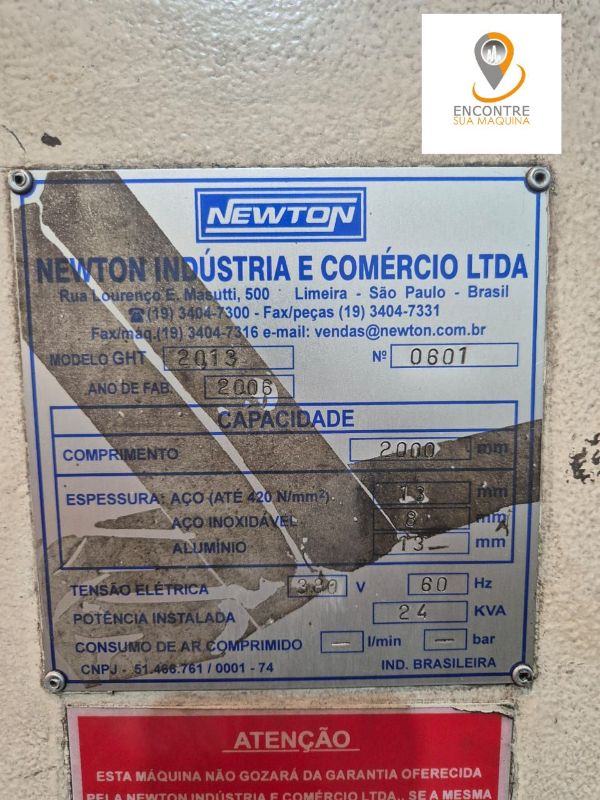 ENCONTRE
SUA MAQUINA
NEWTON
NEWTON INDÚSTRIA E COMÉRCIO LTDA
Rua Lourenço E. Masutti, 500 Limeira - São Paulo - Brasil
☎(19) 3404-7300 - Fax/peças (19) 3404-7331
Fax/máq.(19) 3404-7316 e-mail: vendas@newton.com.br
MODELO GHT 2013 Nº 0601
ANO DE FAB. 2006
CAPACIDADE
COMPRIMENTO 2000 mm
ESPESSURA: AÇO (ATÉ 420 N/mm²) 13 mm
AÇO INOXIDÁVEL 8 mm
ALUMÍNIO 13 mm
TENSÃO ELÉTRICA 380 V 60 Hz
POTÊNCIA INSTALADA 24 KVA
CONSUMO DE AR COMPRIMIDO — l/min — bar
CNPJ - 51.466.761 / 0001 - 74 IND. BRASILEIRA
ATENÇÃO
ESTA MÁQUINA NÃO GOZARÁ DA GARANTIA OFERECIDA
PELA NEWTON INDÚSTRIA E COMÉRCIO LTDA., SE A MESMA